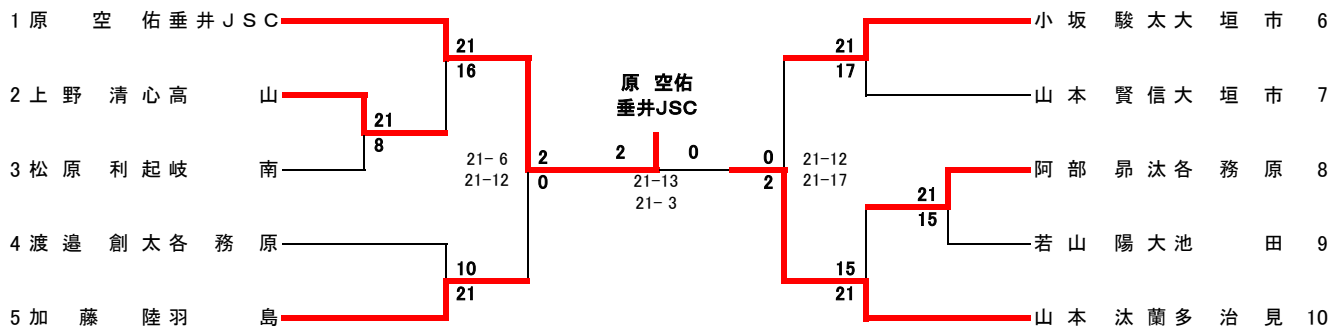 1 原 空 佑 垂井ＪＳＣ
21
16
2 上 野 清 心 高 山
21
8
3 松 原 利 起 岐 南
4 渡 邉 創 太 各 務 原
10
21
5 加 藤 陸 羽 島
21- 6
21-12
2
0
原 空佑
垂井JSC
2
0
21-13
21- 3
0
2
21-12
21-17
小 坂 駿 太 大 垣 市 6
21
17
山 本 賢 信 大 垣 市 7
阿 部 昴 汰 各 務 原 8
21
15
若 山 陽 大 池 田 9
15
21
山 本 汰 蘭 多 治 見 10